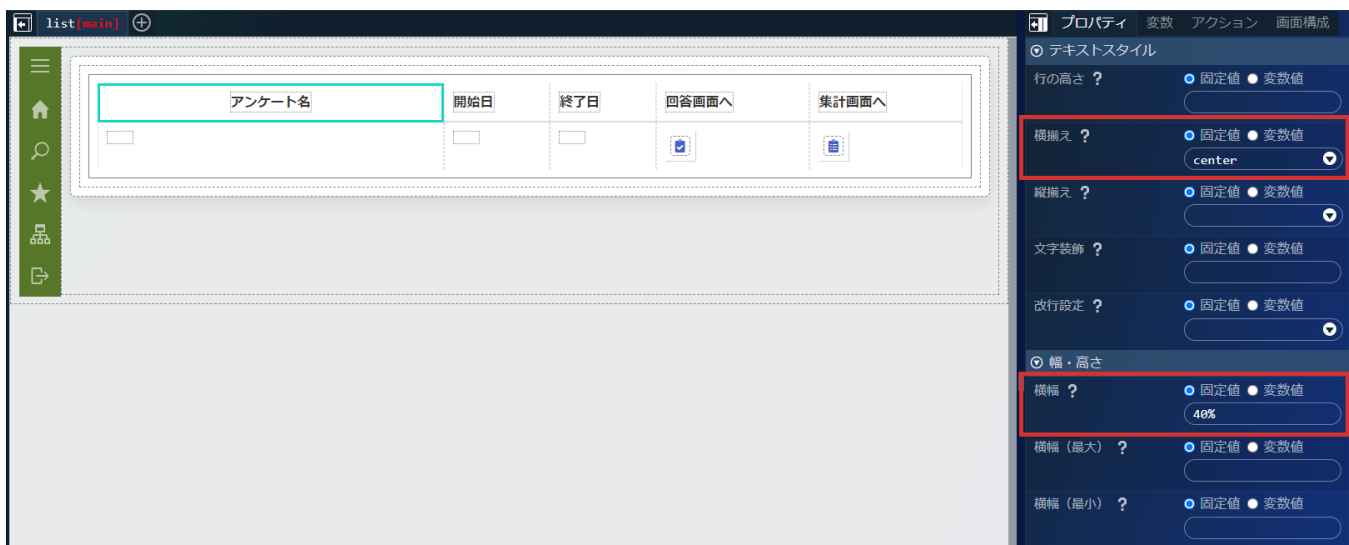 list[main]
アンケート名 開始日 終了日 回答画面へ 集計画面へ
プロパティ 変数 アクション 画面構成
テキストスタイル
行の高さ ? 固定値 変数値
横揃え ? 固定値 変数値
center
縦揃え ? 固定値 変数値
文字装飾 ? 固定値 変数値
改行設定 ? 固定値 変数値
幅・高さ
横幅 ? 固定値 変数値
40%
横幅（最大） ? 固定値 変数値
横幅（最小） ? 固定値 変数値